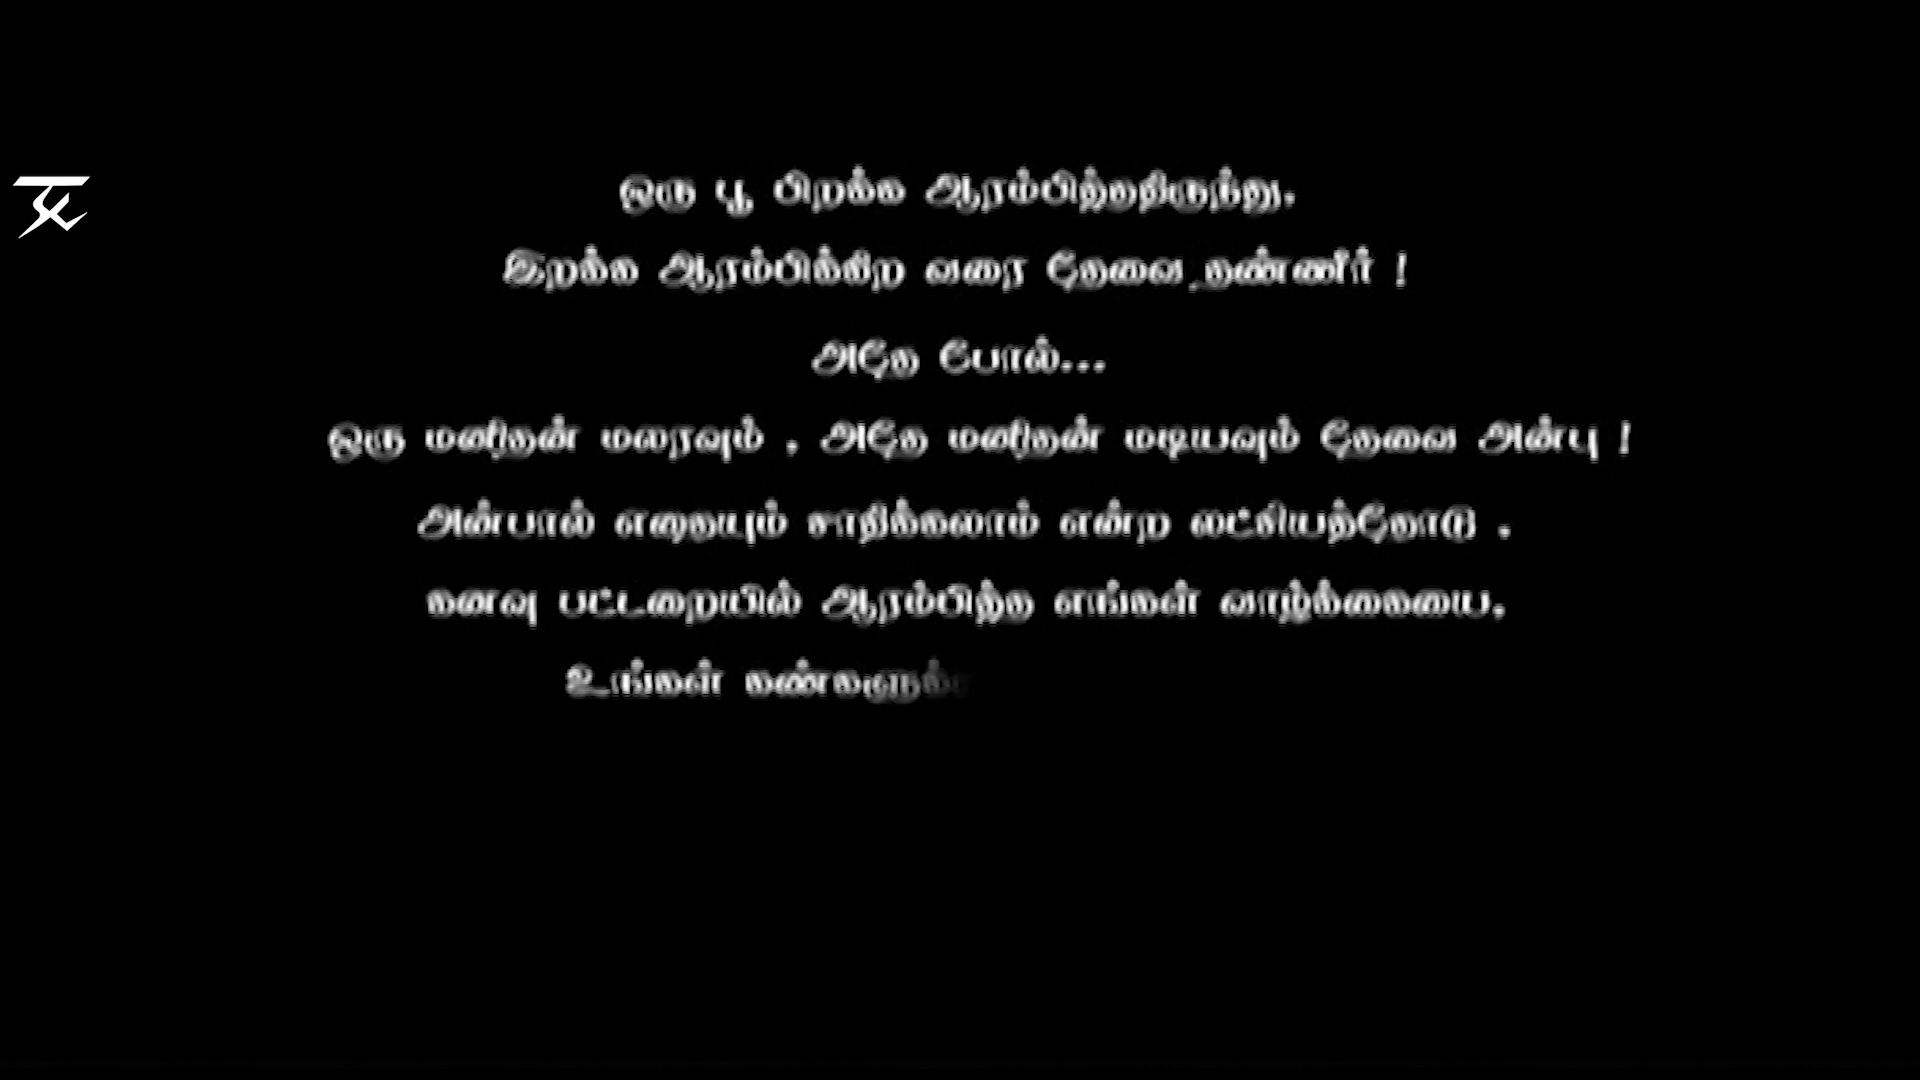 ஒரு பூ பிறக்க ஆரம்பித்ததிருந்து.
இறக்க ஆரம்பிக்கிற வரை தேவை தண்ணீர் !
அதே போல்...
ஒரு மனிதன் மலரவும் , அதே மனிதன் மடியவும் தேவை அன்பு !
அன்பால் எதையும் சாதிக்கலாம் என்ற லட்சியத்தோடு .
கனவு பட்டறையில் ஆரம்பித்த எங்கள் வாழ்க்கையை.
உங்கள்